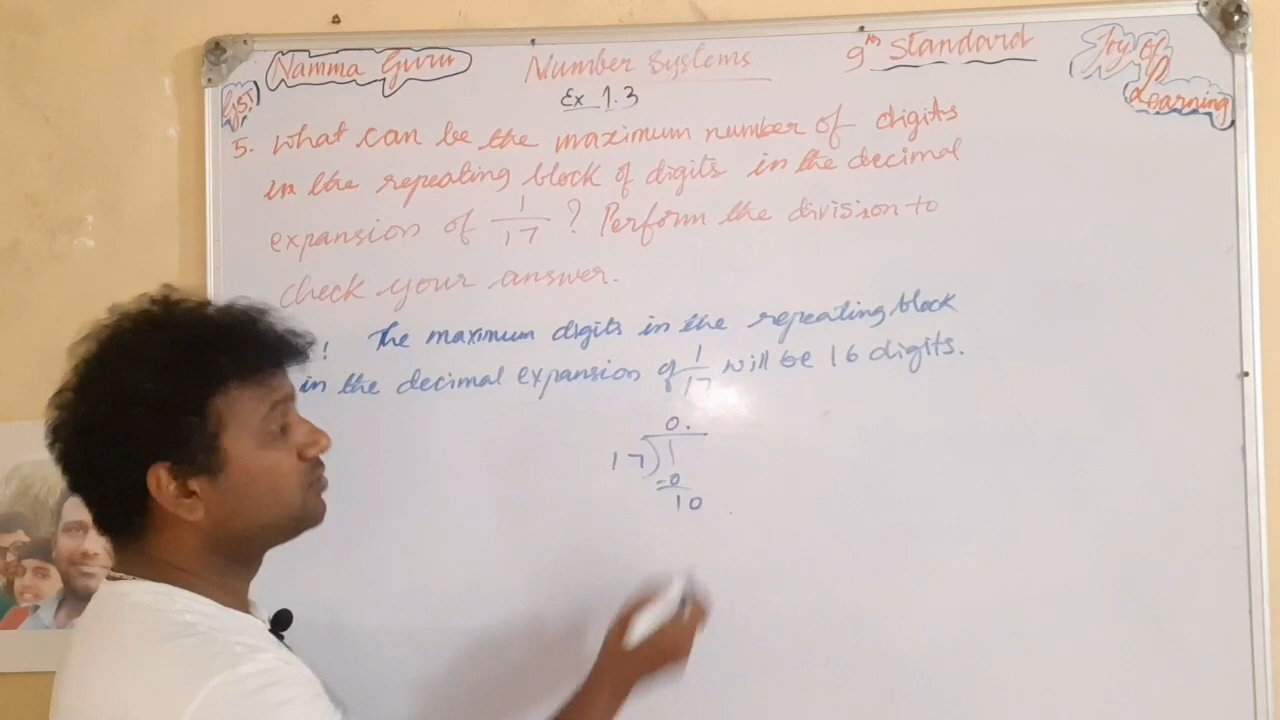 Namma Guru Number Systems 9th Standard Joy of Learning
Ex 1.3
5. What can be the maximum number of digits
in the repeating block of digits in the decimal
expansion of 1/17 ? Perform the division to
check your answer.
! The maximum digits in the repeating block
in the decimal expansion of 1/17 will be 16 digits.
0.
17)1
-0
10